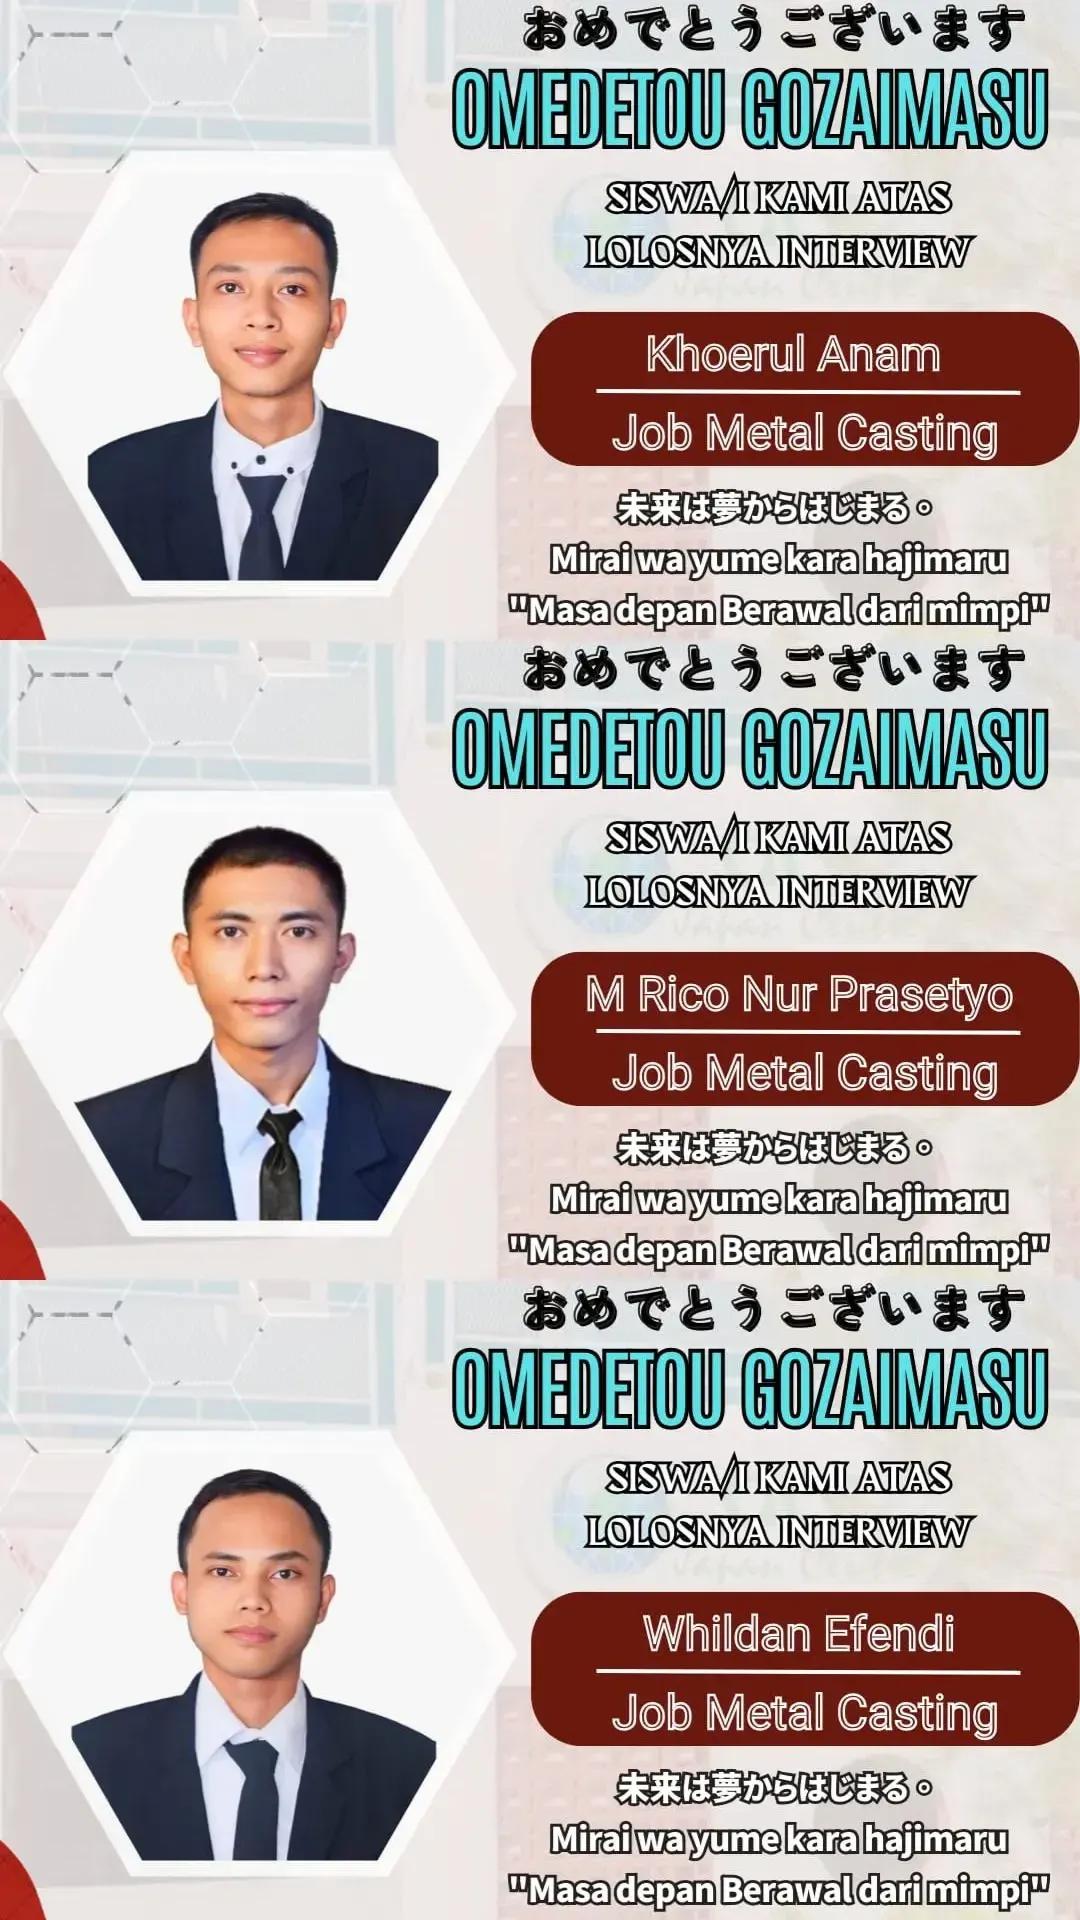 おめでとうございます
OMEDETOU GOZAIMASU
SISWA/I KAMI ATAS
LOLOSNYA INTERVIEW
Khoerul Anam
Job Metal Casting
未来は夢からはじまる。
Mirai wa yume kara hajimaru
"Masa depan Berawal dari mimpi"
おめでとうございます
OMEDETOU GOZAIMASU
SISWA/I KAMI ATAS
LOLOSNYA INTERVIEW
M Rico Nur Prasetyo
Job Metal Casting
未来は夢からはじまる。
Mirai wa yume kara hajimaru
"Masa depan Berawal dari mimpi"
おめでとうございます
OMEDETOU GOZAIMASU
SISWA/I KAMI ATAS
LOLOSNYA INTERVIEW
Whildan Efendi
Job Metal Casting
未来は夢からはじまる。
Mirai wa yume kara hajimaru
"Masa depan Berawal dari mimpi"